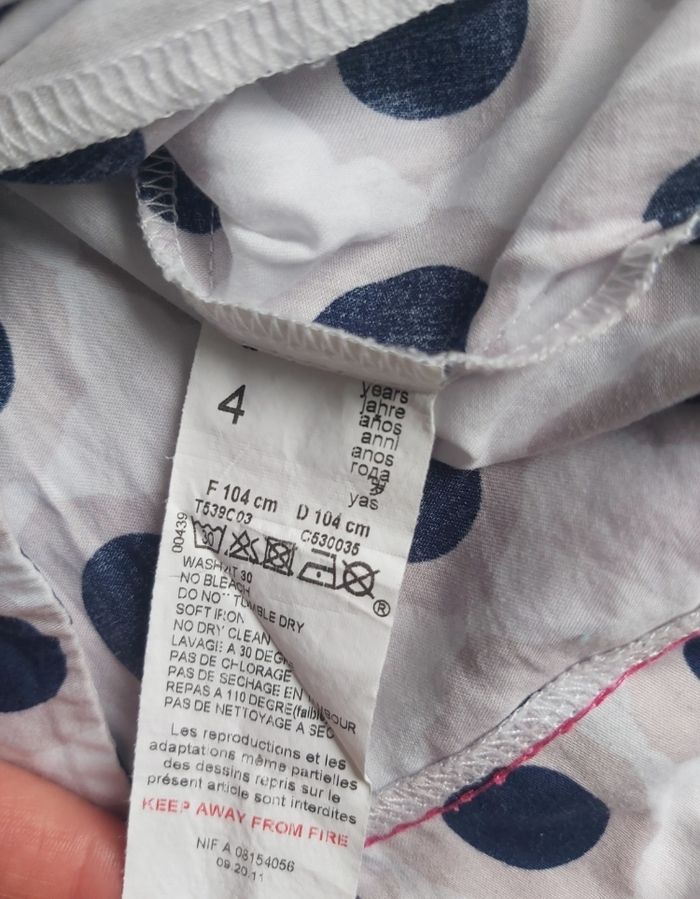 4
years
Jahre
años
anni
anos
года
yas
F 104 cm D 104 cm
T539C03 C530035
00439
30
®
WASH AT 30
NO BLEACH
DO NOT TUMBLE DRY
SOFT IRON
NO DRY CLEAN
LAVAGE A 30 DEGRE
PAS DE CHLORAGE
PAS DE SECHAGE EN
REPAS A 110 DEGRE(faible)
PAS DE NETTOYAGE A SEC
Les reproductions et les
adaptations même partielles
des dessins repris sur le
présent article sont interdites
KEEP AWAY FROM FIRE
NIF A 08154056
09.20.11